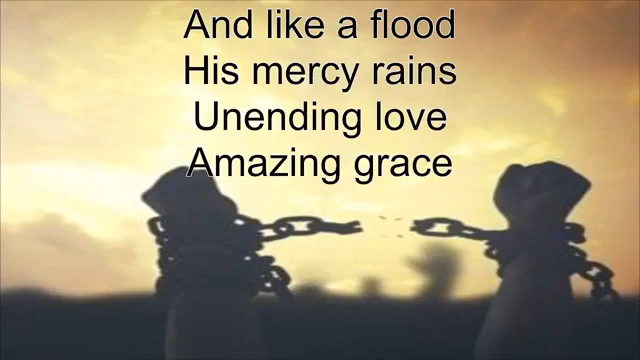 And like a flood
His mercy rains
Unending love
Amazing grace